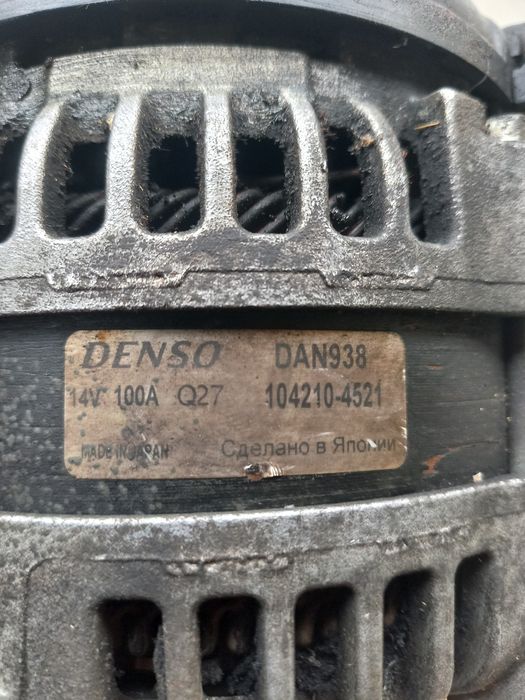 DENSO DAN938
14V 100A Q27 104210-4521
MADE IN JAPAN Сделано в Японии